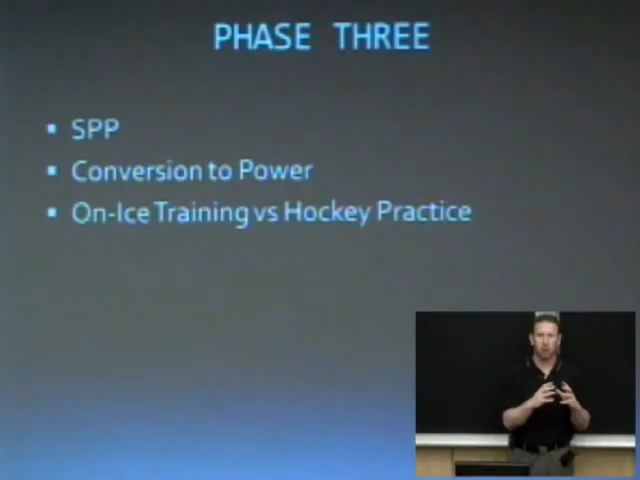 PHASE THREE
▪ SPP
▪ Conversion to Power
▪ On-Ice Training vs Hockey Practice